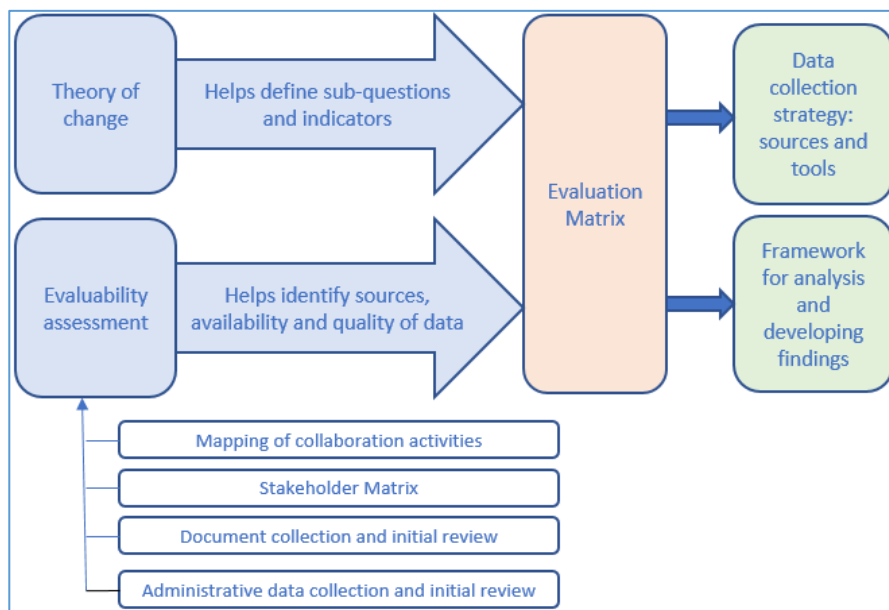 Theory of
change
Helps define sub-questions
and indicators
Evaluation
Matrix
Data
collection
strategy:
sources and
tools
Evaluability
assessment
Helps identify sources,
availability and quality of data
Framework
for analysis
and
developing
findings
Mapping of collaboration activities
Stakeholder Matrix
Document collection and initial review
Administrative data collection and initial review